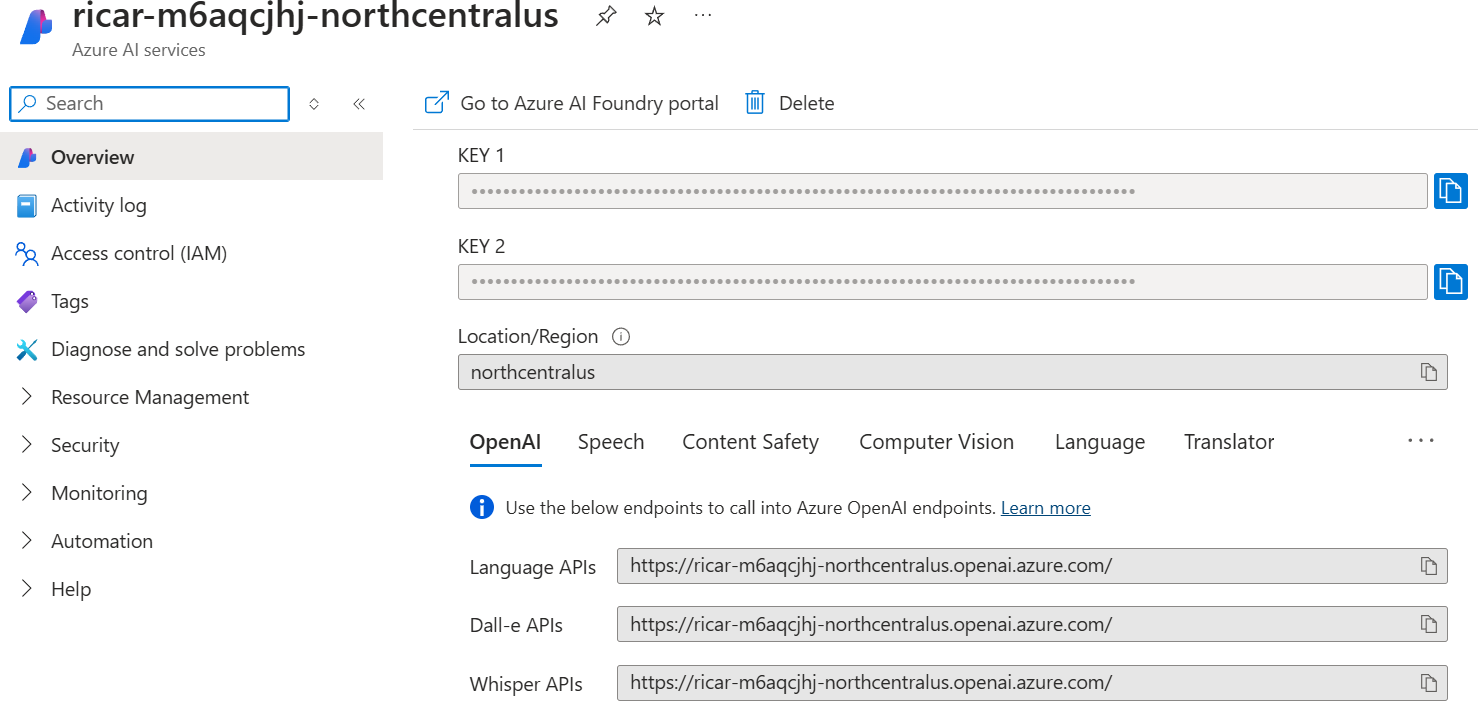 ricar-m6aqcjhj-northcentralus
Azure AI services
Search
Go to Azure AI Foundry portal
Delete
Overview
Activity log
Access control (IAM)
Tags
Diagnose and solve problems
Resource Management
Security
Monitoring
Automation
Help
KEY 1
KEY 2
Location/Region
northcentralus
OpenAI Speech Content Safety Computer Vision Language Translator
Use the below endpoints to call into Azure OpenAI endpoints. Learn more
Language APIs https://ricar-m6aqcjhj-northcentralus.openai.azure.com/
Dall-e APIs https://ricar-m6aqcjhj-northcentralus.openai.azure.com/
Whisper APIs https://ricar-m6aqcjhj-northcentralus.openai.azure.com/